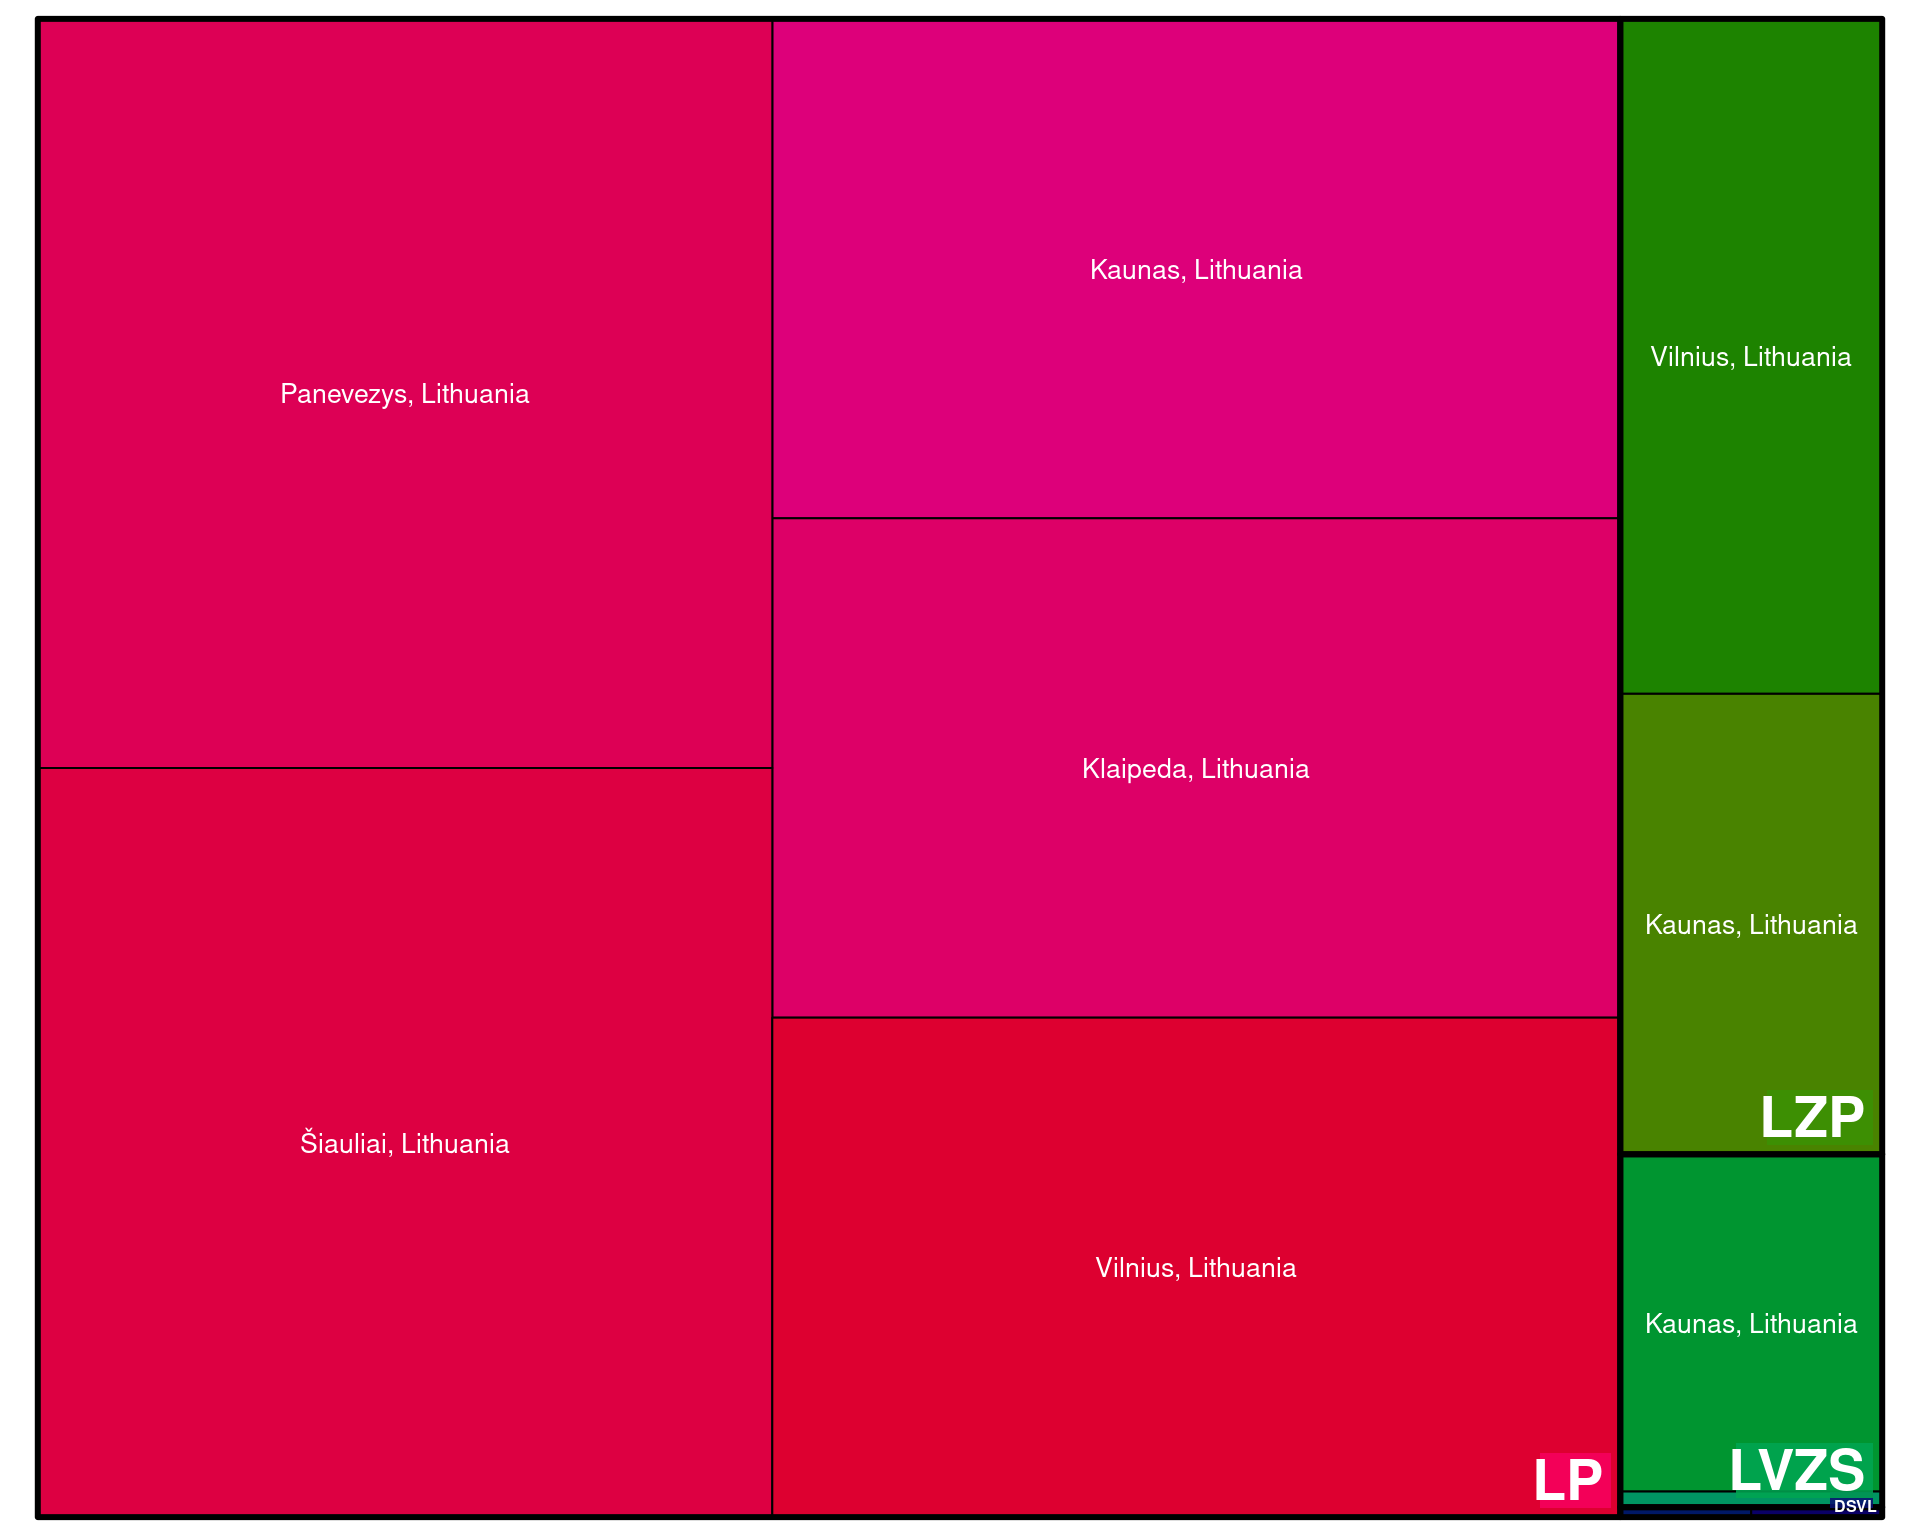 Panevezys, Lithuania
Šiauliai, Lithuania
Kaunas, Lithuania
Klaipeda, Lithuania
Vilnius, Lithuania
LP
Vilnius, Lithuania
Kaunas, Lithuania
LZP
Kaunas, Lithuania
LVZS
DSVL